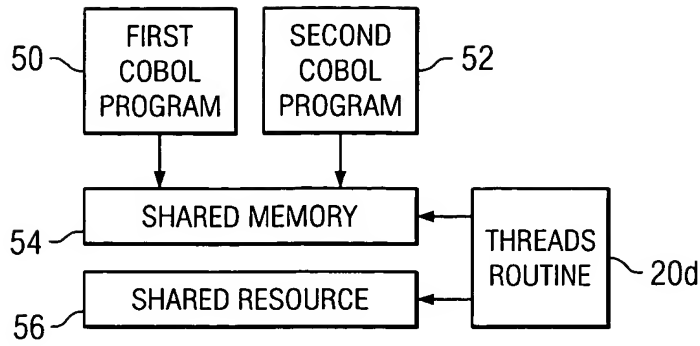 50
FIRST
COBOL
PROGRAM
SECOND
COBOL
PROGRAM
52
SHARED MEMORY
54
SHARED RESOURCE
56
THREADS
ROUTINE
20d